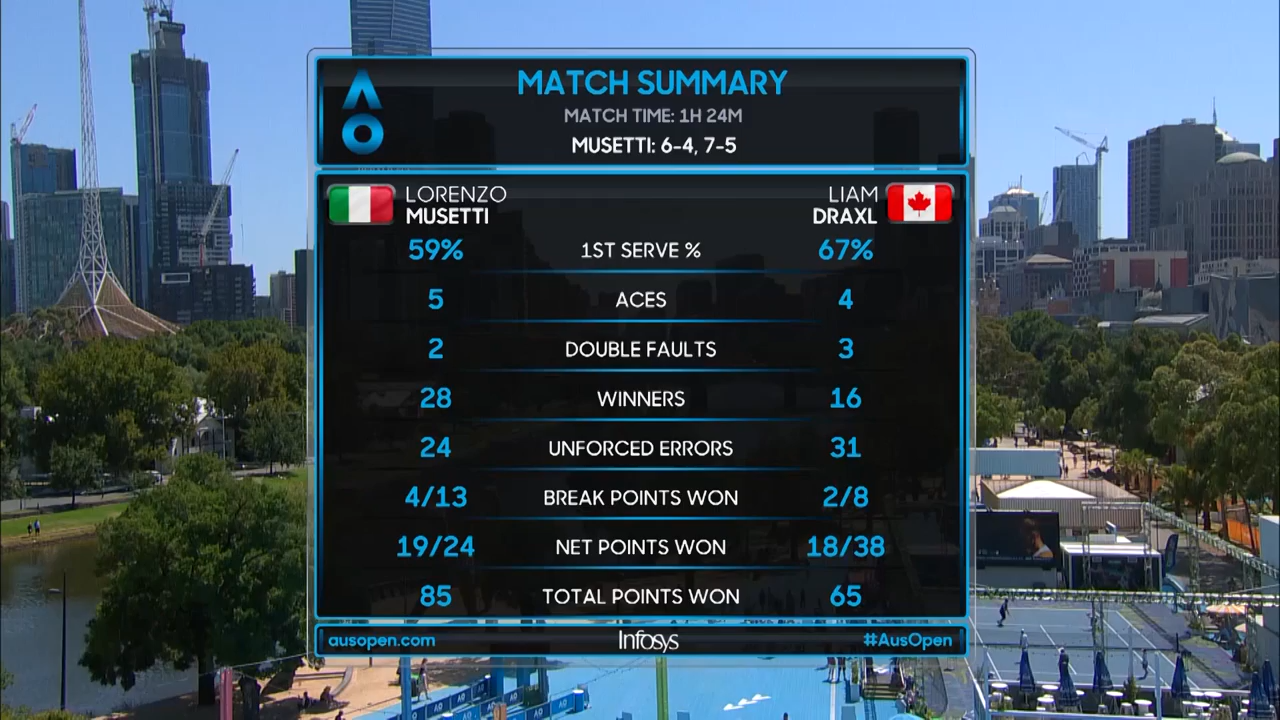 AO
MATCH SUMMARY
MATCH TIME: 1H 24M
MUSETTI: 6-4, 7-5
LORENZO MUSETTI
LIAM DRAXL
59% 1ST SERVE % 67%
5 ACES 4
2 DOUBLE FAULTS 3
28 WINNERS 16
24 UNFORCED ERRORS 31
4/13 BREAK POINTS WON 2/8
19/24 NET POINTS WON 18/38
85 TOTAL POINTS WON 65
ausopen.com Infosys #AusOpen